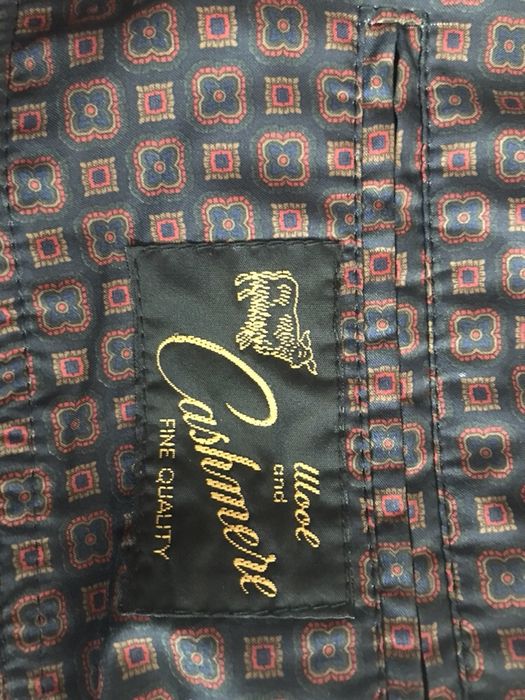 Wool
and
Cashmere
FINE QUALITY